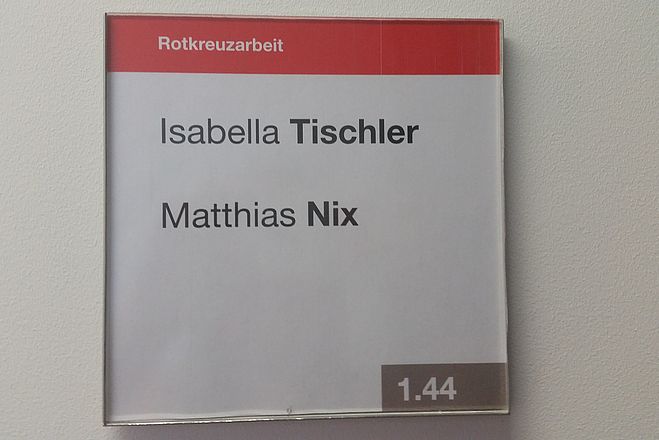 Rotkreuzarbeit
Isabella Tischler
Matthias Nix
1.44